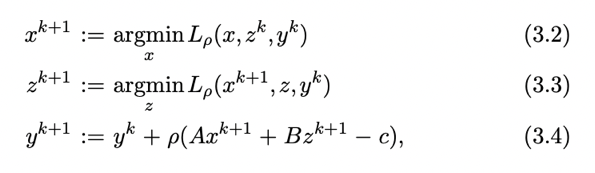 x^{k+1} := argmin_x L_ρ(x, z^k, y^k) (3.2)
z^{k+1} := argmin_z L_ρ(x^{k+1}, z, y^k) (3.3)
y^{k+1} := y^k + ρ(Ax^{k+1} + Bz^{k+1} − c), (3.4)